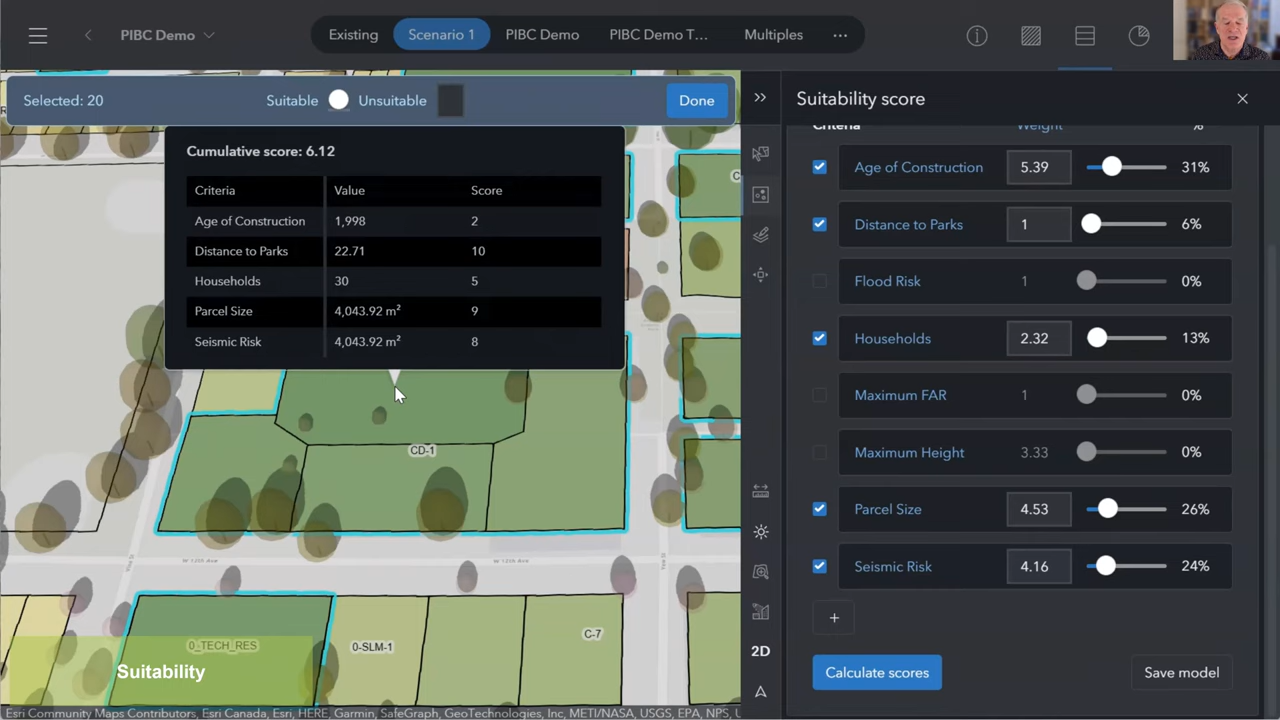 PIBC Demo
Existing
Scenario 1
PIBC Demo
PIBC Demo T...
Multiples
...
Selected: 20
Suitable
Unsuitable
Done
Cumulative score: 6.12
Criteria Value Score
Age of Construction 1,998 2
Distance to Parks 22.71 10
Households 30 5
Parcel Size 4,043.92 m² 9
Seismic Risk 4,043.92 m² 8
CD-1
W 12th Ave
0_TECH_RES
0-SLM-1
C-7
Suitability
Esri Community Maps Contributors, Esri Canada, Esri, HERE, Garmin, SafeGraph, GeoTechnologies, Inc, METI/NASA, USGS, EPA, NPS, U
2D
Suitability score
Criteria Weight %
Age of Construction 5.39 31%
Distance to Parks 1 6%
Flood Risk 1 0%
Households 2.32 13%
Maximum FAR 1 0%
Maximum Height 3.33 0%
Parcel Size 4.53 26%
Seismic Risk 4.16 24%
+
Calculate scores
Save model